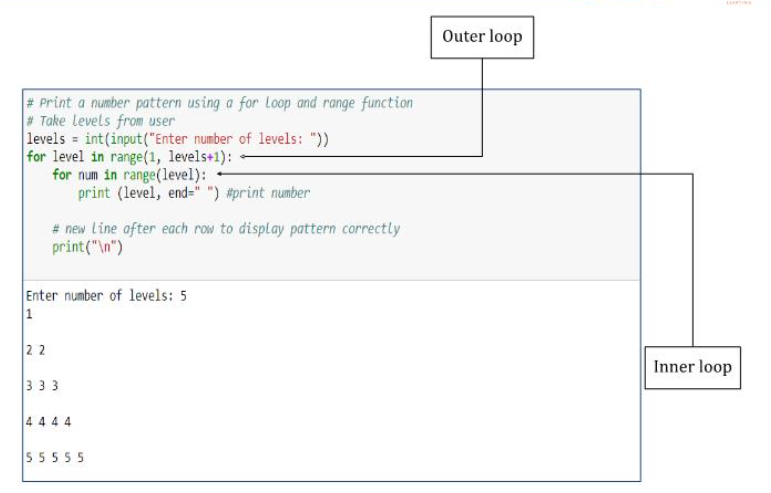 Outer loop
# Print a number pattern using a for loop and range function
# Take levels from user
levels = int(input("Enter number of levels: "))
for level in range(1, levels+1):
    for num in range(level):
        print (level, end=" ") #print number
    # new line after each row to display pattern correctly
    print("\n")
Enter number of levels: 5
1
2 2
3 3 3
Inner loop
4 4 4 4
5 5 5 5 5